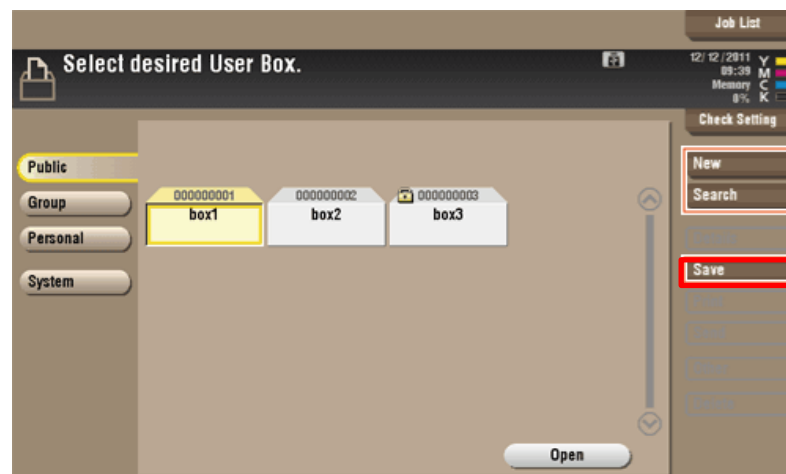 Job List
Select desired User Box.
12/12/2011
09:39
Memory
0%
Y
M
C
K
Check Setting
Public
Group
Personal
System
000000001
box1
000000002
box2
000000003
box3
New
Search
Save
Open